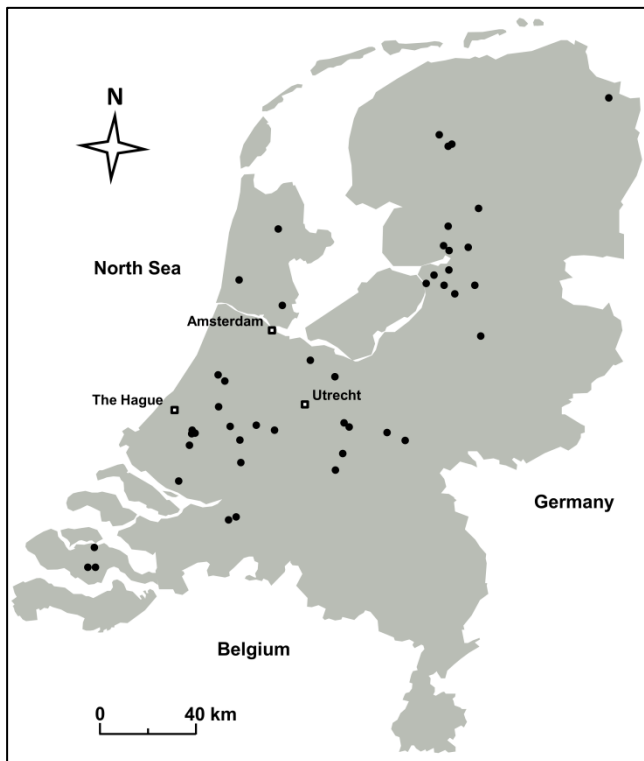 N
North Sea
Amsterdam
The Hague
Utrecht
Germany
Belgium
0 40 km